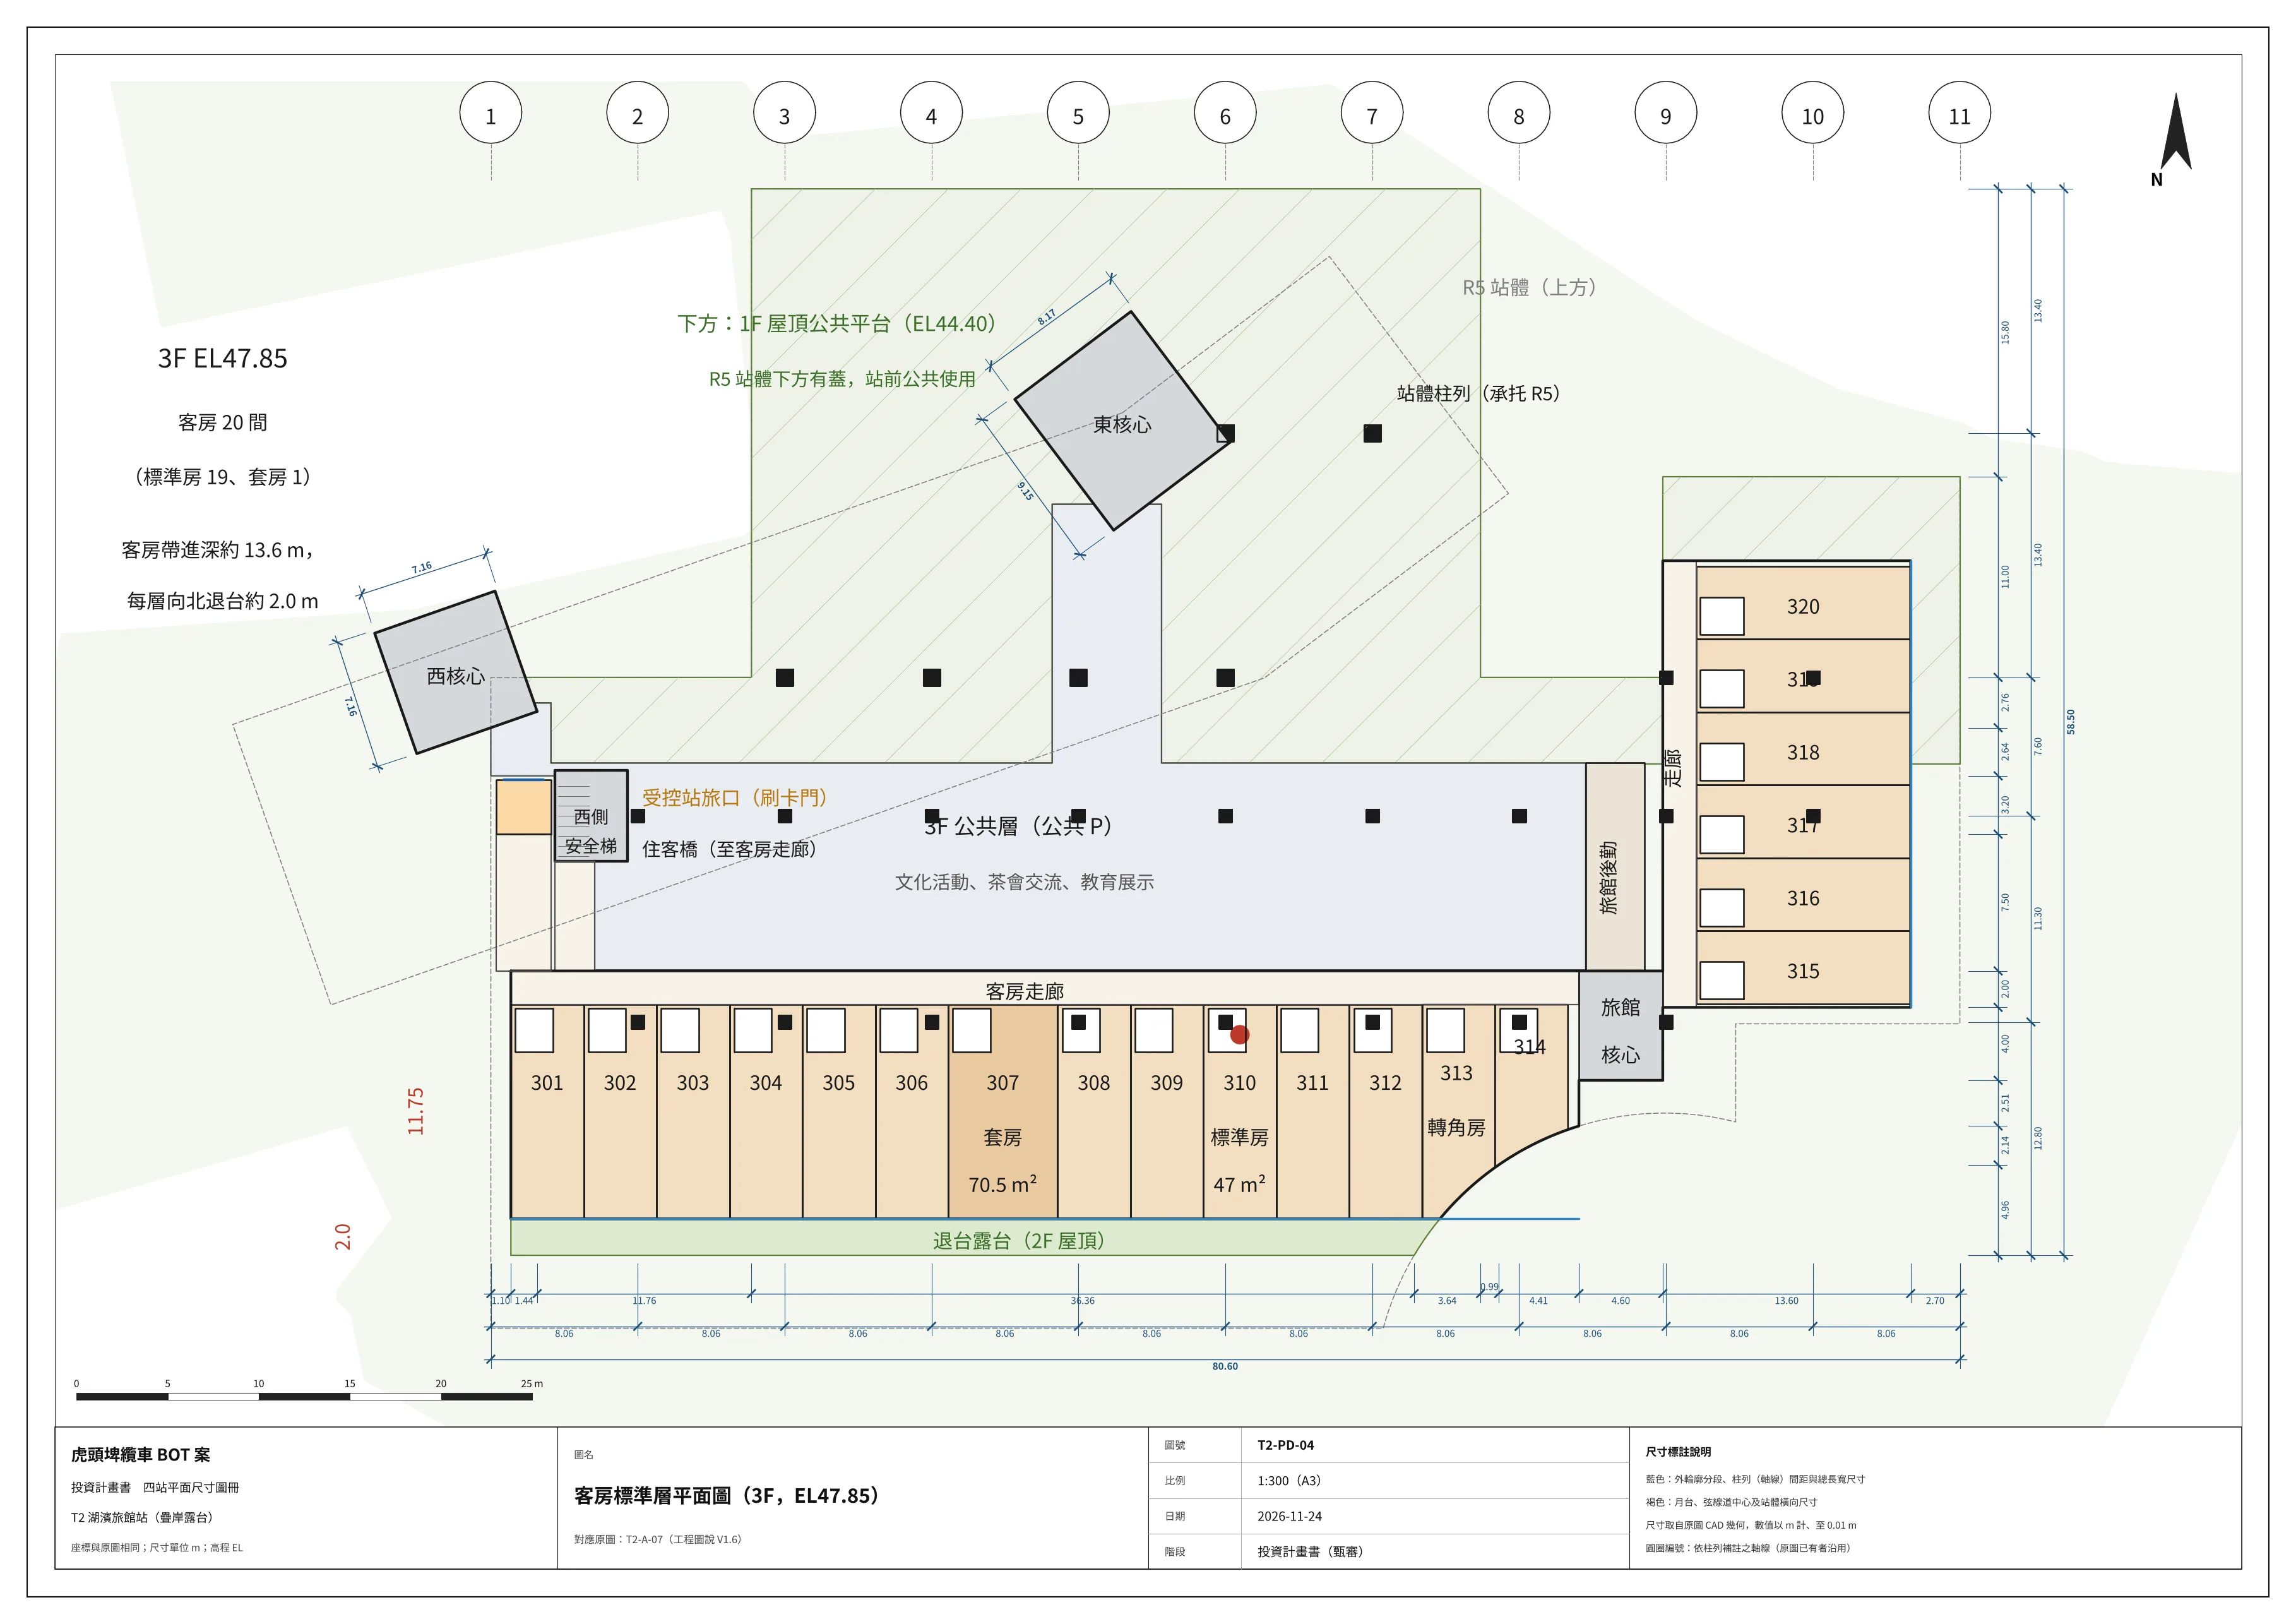 1 2 3 4 5 6 7 8 9 10 11
N
R5 站體（上方）
下方：1F 屋頂公共平台（EL44.40）
R5 站體下方有蓋，站前公共使用
8.17
9.15
東核心
站體柱列（承托 R5）
3F EL47.85
客房 20 間
（標準房 19、套房 1）
客房帶進深約 13.6 m，
每層向北退台約 2.0 m
7.16
7.16
西核心
西側
安全梯
受控站旅口（刷卡門）
住客橋（至客房走廊）
3F 公共層（公共 P）
文化活動、茶會交流、教育展示
旅館後勤
走廊
320
319
318
317
316
315
客房走廊
旅館
核心
301 302 303 304 305 306 307 308 309 310 311 312 313 314
套房
70.5 m²
標準房
47 m²
轉角房
退台露台（2F 屋頂）
11.75
2.0
15.80
11.00
2.76
2.64
3.20
7.50
2.00
4.00
2.51
2.14
4.96
13.40
13.40
7.60
11.30
12.80
58.50
1.10 1.44 11.76 36.36 3.64 0.99 4.41 4.60 13.60 2.70
8.06 8.06 8.06 8.06 8.06 8.06 8.06 8.06 8.06 8.06
80.60
0 5 10 15 20 25 m
虎頭埤纜車 BOT 案
投資計畫書　四站平面尺寸圖冊
T2 湖濱旅館站（疊岸露台）
座標與原圖相同；尺寸單位 m；高程 EL
圖名
客房標準層平面圖（3F，EL47.85）
對應原圖：T2-A-07（工程圖說 V1.6）
圖號 T2-PD-04
比例 1:300（A3）
日期 2026-11-24
階段 投資計畫書（甄審）
尺寸標註說明
藍色：外輪廓分段、柱列（軸線）間距與總長寬尺寸
褐色：月台、弦線道中心及站體橫向尺寸
尺寸取自原圖 CAD 幾何，數值以 m 計、至 0.01 m
圓圈編號：依柱列補註之軸線（原圖已有者沿用）